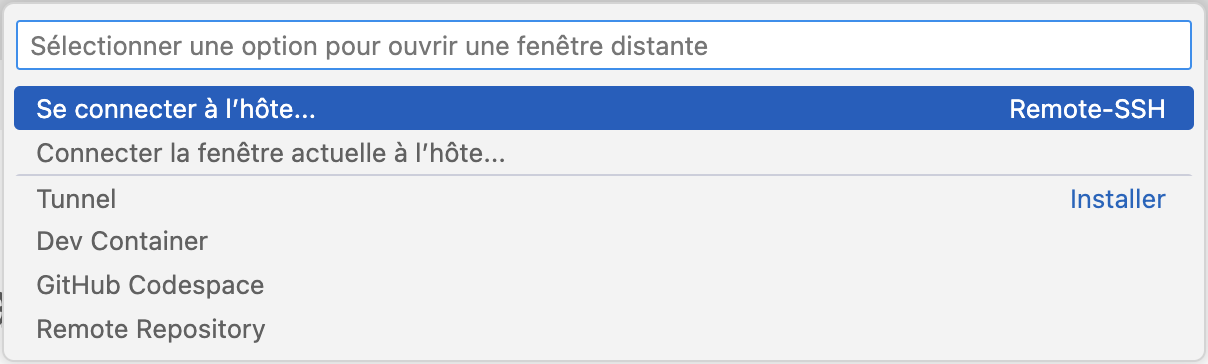 Sélectionner une option pour ouvrir une fenêtre distante
Se connecter à l’hôte... Remote-SSH
Connecter la fenêtre actuelle à l’hôte...
Tunnel Installer
Dev Container
GitHub Codespace
Remote Repository